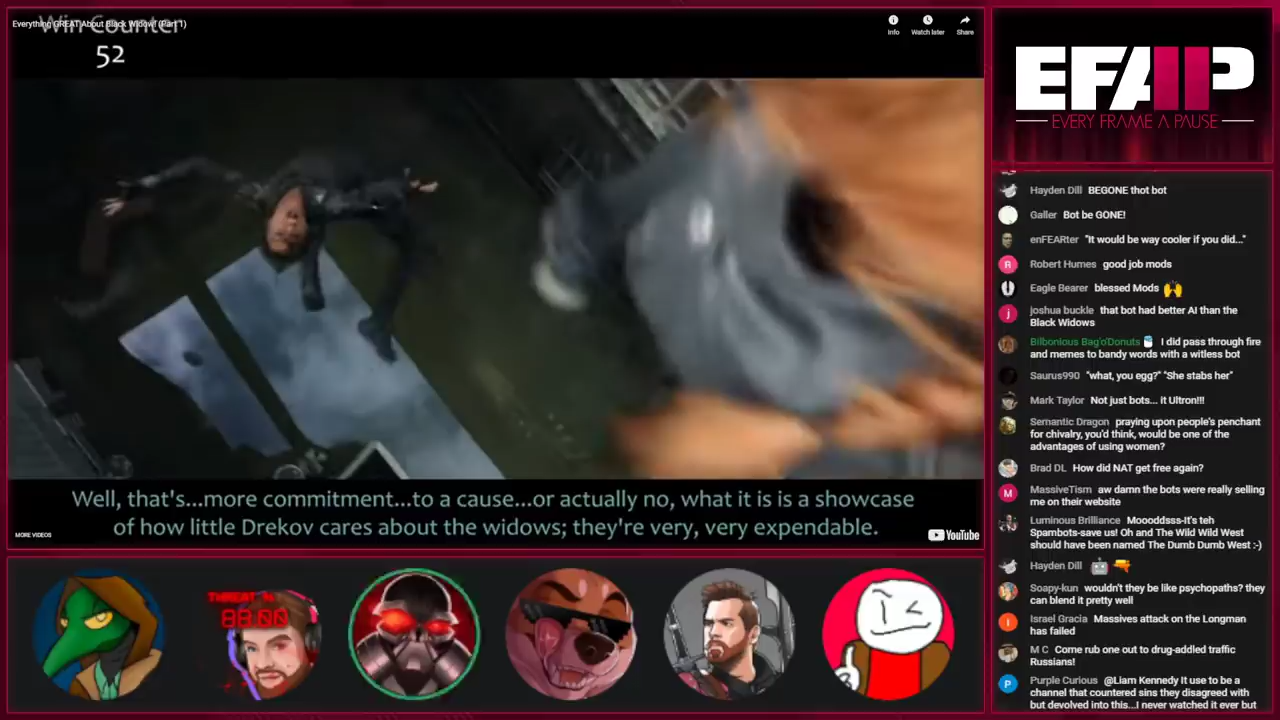 Everything GREAT About Black Widow! (Part 1)
Win Counter
52
Info
Watch later
Share
Well, that's...more commitment...to a cause...or actually no, what it is is a showcase
of how little Drekov cares about the widows; they're very, very expendable.
MORE VIDEOS
YouTube
THREAT %
88.00
EFAP
EVERY FRAME A PAUSE
Hayden Dill BEGONE thot bot
Galler Bot be GONE!
enFEARter "It would be way cooler if you did..."
Robert Humes good job mods
Eagle Bearer blessed Mods 🙌
joshua buckle that bot had better AI than the
Black Widows
Bilbonious Bag'o'Donuts I did pass through fire
and memes to bandy words with a witless bot
Saurus990 "what, you egg?" "She stabs her"
Mark Taylor Not just bots... it Ultron!!!
Semantic Dragon praying upon people's penchant
for chivalry, you'd think, would be one of the
advantages of using women?
Brad DL How did NAT get free again?
MassiveTism aw damn the bots were really selling
me on their website
Luminous Brilliance Moooddsss-It's teh
Spambots-save us! Oh and The Wild Wild West
should have been named The Dumb Dumb West :-)
Hayden Dill 🤖 🔫
Soapy-kun wouldn't they be like psychopaths? they
can blend it pretty well
Israel Gracia Massives attack on the Longman
has failed
M C Come rub one out to drug-addled traffic
Russians!
Purple Curious @Liam Kennedy It use to be a
channel that countered sins they disagreed with
but devolved into this...I never watched it ever but